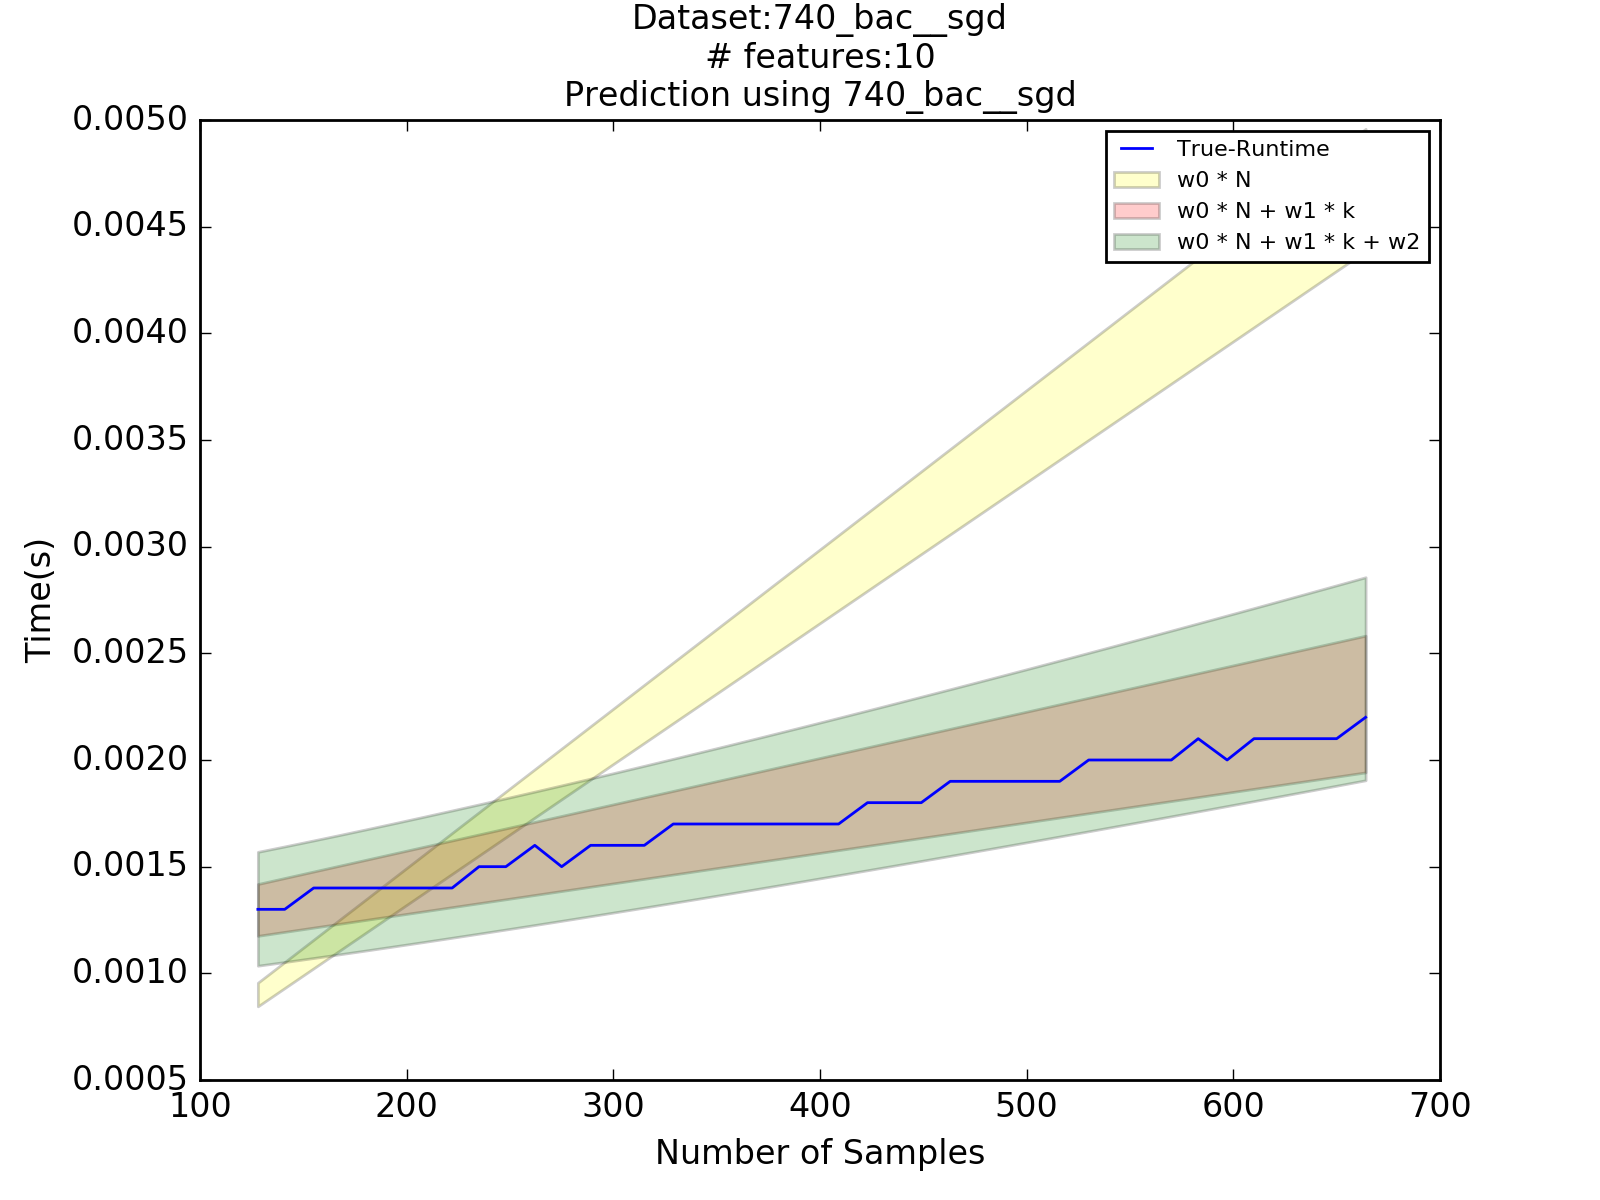 Dataset:740_bac__sgd
# features:10
Prediction using 740_bac__sgd
0.0050
0.0045
0.0040
0.0035
0.0030
0.0025
0.0020
0.0015
0.0010
0.0005
Time(s)
True-Runtime
w0 * N
w0 * N + w1 * k
w0 * N + w1 * k + w2
100 200 300 400 500 600 700
Number of Samples